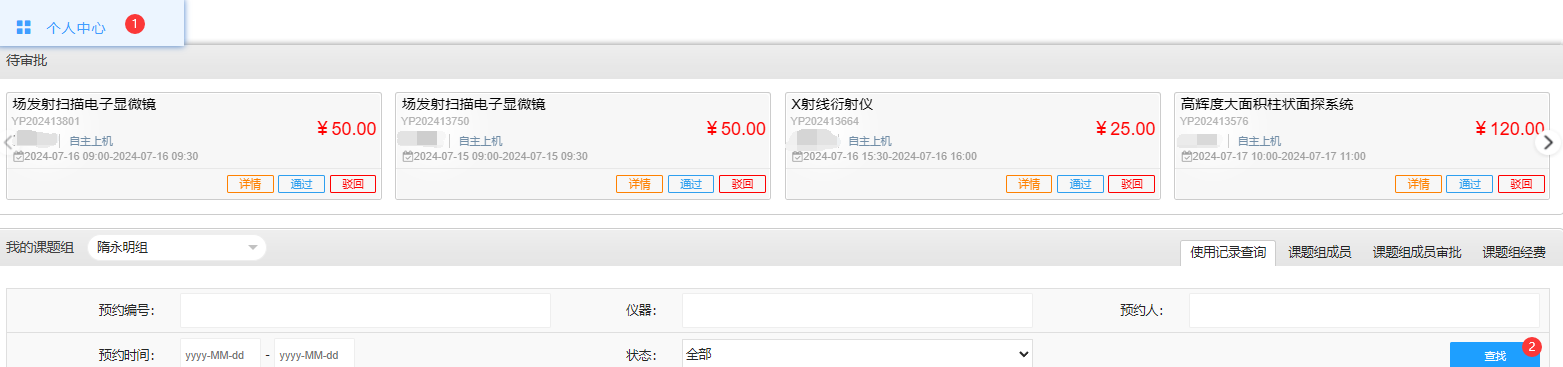 个人中心 1
待审批
场发射扫描电子显微镜
YP202413801
¥50.00
自主上机
2024-07-16 09:00-2024-07-16 09:30
详情 通过 驳回
场发射扫描电子显微镜
YP202413750
¥50.00
自主上机
2024-07-15 09:00-2024-07-15 09:30
详情 通过 驳回
X射线衍射仪
YP202413664
¥25.00
自主上机
2024-07-16 15:30-2024-07-16 16:00
详情 通过 驳回
高辉度大面积柱状面探系统
YP202413576
¥120.00
自主上机
2024-07-17 10:00-2024-07-17 11:00
详情 通过 驳回
我的课题组 隋永明组 使用记录查询 课题组成员 课题组成员审批 课题组经费
预约编号: 仪器: 预约人:
预约时间: yyyy-MM-dd - yyyy-MM-dd 状态: 全部 查找 2